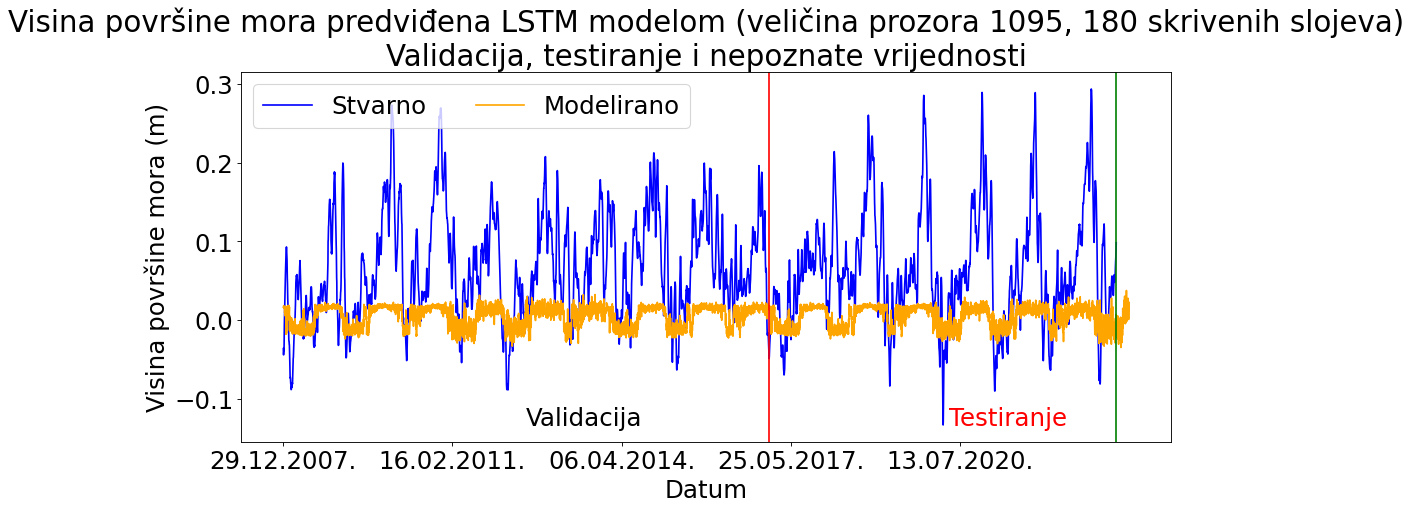 Visina površine mora predviđena LSTM modelom (veličina prozora 1095, 180 skrivenih slojeva)
Validacija, testiranje i nepoznate vrijednosti
Stvarno Modelirano
Visina površine mora (m)
0.3
0.2
0.1
0.0
−0.1
Validacija
Testiranje
29.12.2007. 16.02.2011. 06.04.2014. 25.05.2017. 13.07.2020.
Datum